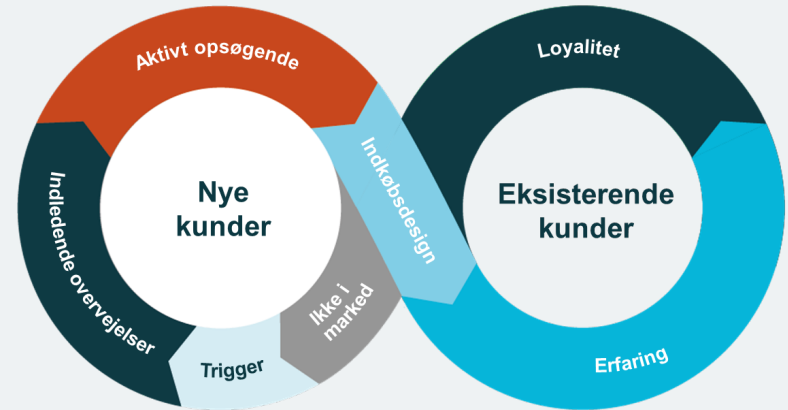 Aktivt opsøgende
Loyalitet
Indkøbsdesign
Nye
kunder
Eksisterende
kunder
Indledende overvejelser
Ikke i
marked
Trigger
Erfaring